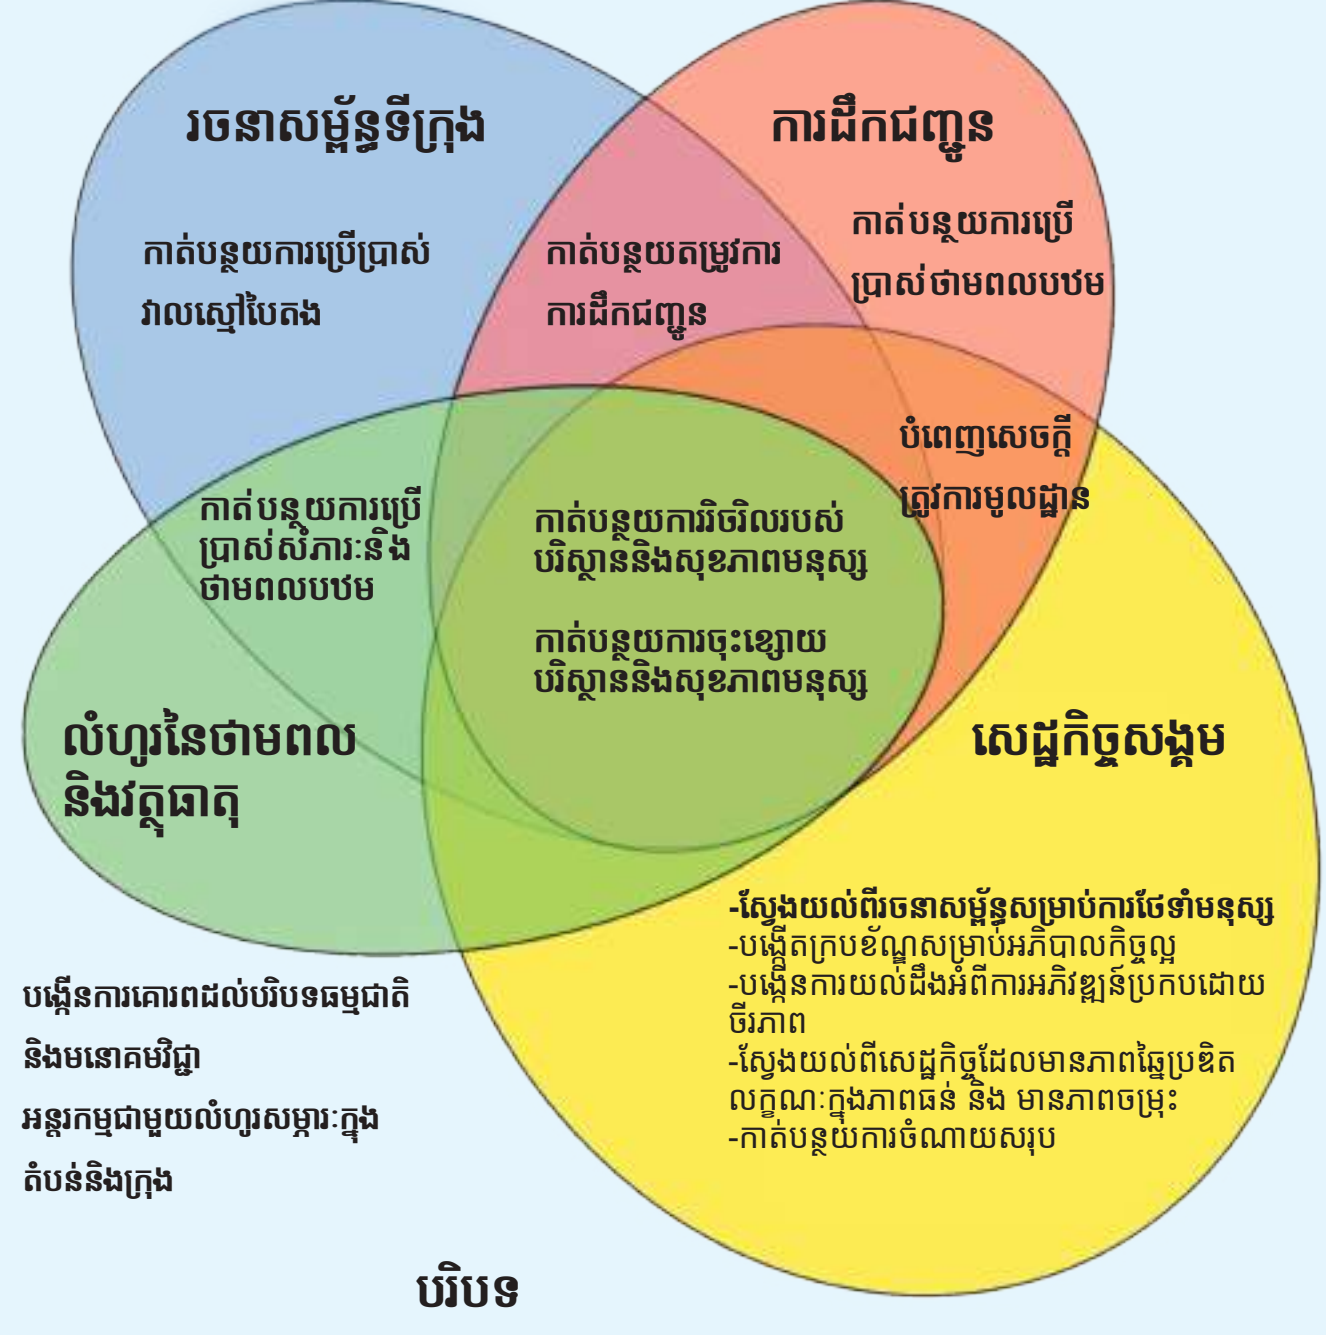 រចនាសម្ព័ន្ធទីក្រុង
ការដឹកជញ្ជូន
កាត់បន្ថយការប្រើប្រាស់
វាលស្មៅបៃតង
កាត់បន្ថយតម្រូវការ
ការដឹកជញ្ជូន
កាត់បន្ថយការប្រើ
ប្រាស់ថាមពលបឋម
បំពេញសេចក្តី
ត្រូវការមូលដ្ឋាន
កាត់បន្ថយការប្រើ
ប្រាស់សំភារៈនិង
ថាមពលបឋម
កាត់បន្ថយការរិចរិលរបស់
បរិស្ថាននិងសុខភាពមនុស្ស
កាត់បន្ថយការចុះខ្សោយ
បរិស្ថាននិងសុខភាពមនុស្ស
លំហូរនៃថាមពល
និងវត្ថុធាតុ
សេដ្ឋកិច្ចសង្គម
-ស្វែងយល់ពីរចនាសម្ព័ន្ធសម្រាប់ការថែទាំមនុស្ស
-បង្កើតក្របខ័ណ្ឌសម្រាប់អភិបាលកិច្ចល្អ
-បង្កើនការយល់ដឹងអំពីការអភិវឌ្ឍន៍ប្រកបដោយ
ចីរភាព
-ស្វែងយល់ពីសេដ្ឋកិច្ចដែលមានភាពឆ្នៃប្រឌិត
លក្ខណៈក្នុងភាពធន់ និង មានភាពចម្រុះ
-កាត់បន្ថយការចំណាយសរុប
បង្កើនការគោរពដល់បរិបទធម្មជាតិ
និងមនោគមវិជ្ជា
អន្តរកម្មជាមួយលំហូរសម្ភារៈក្នុង
តំបន់និងក្រុង
បរិបទ